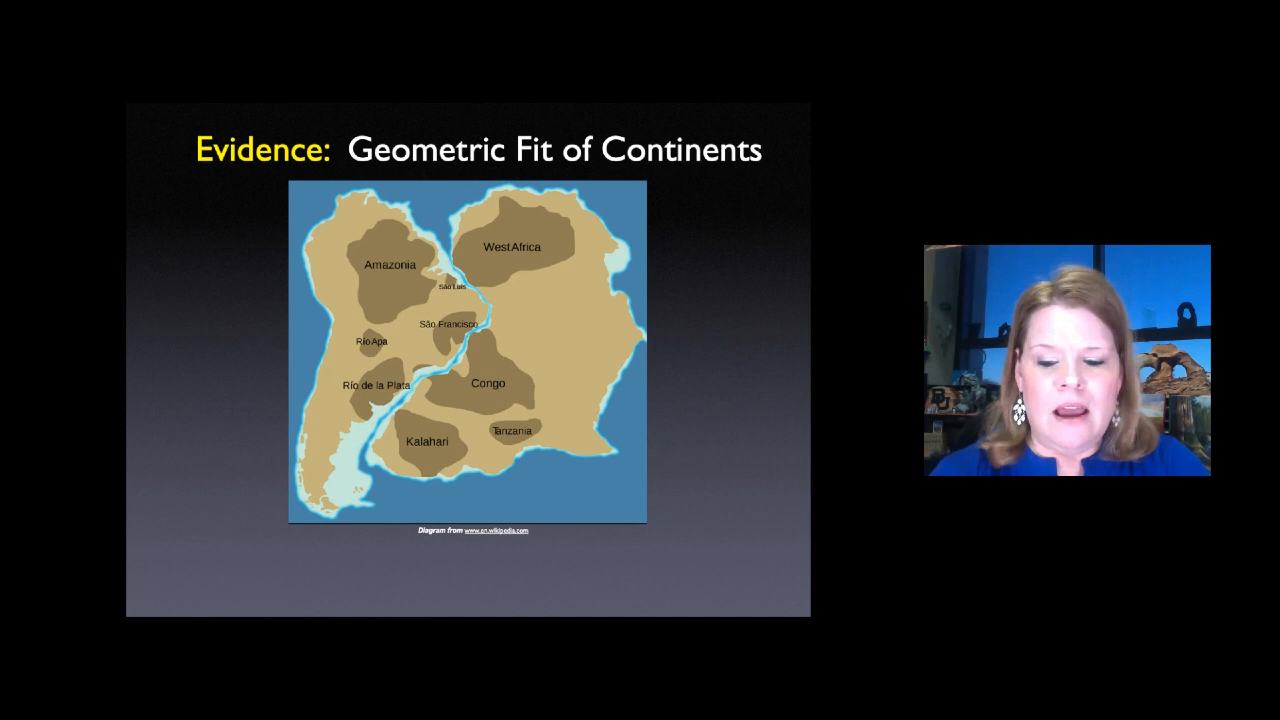 Evidence: Geometric Fit of Continents
West Africa
Amazonia
São Luís
São Francisco
Río Apa
Congo
Río de la Plata
Tanzania
Kalahari
Diagram from www.en.wikipedia.com
BU